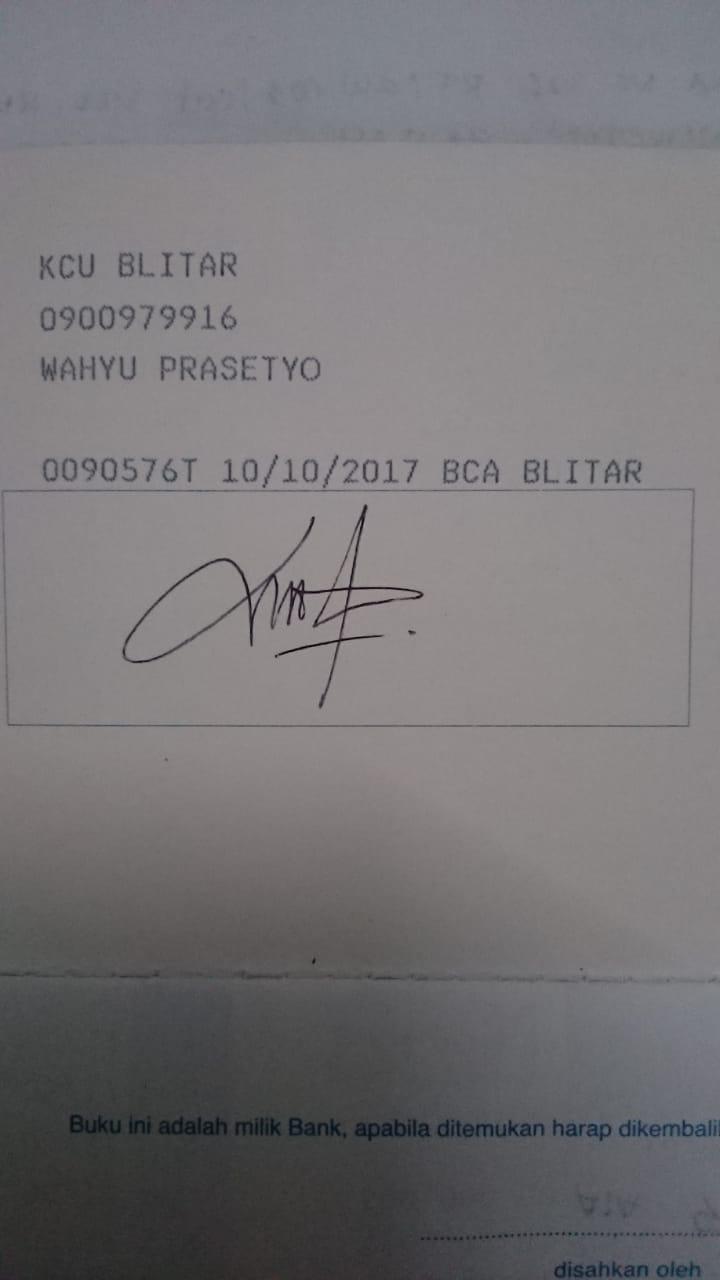 KCU BLITAR
0900979916
WAHYU PRASETYO
0090576T 10/10/2017 BCA BLITAR
Buku ini adalah milik Bank, apabila ditemukan harap dikembali
disahkan oleh